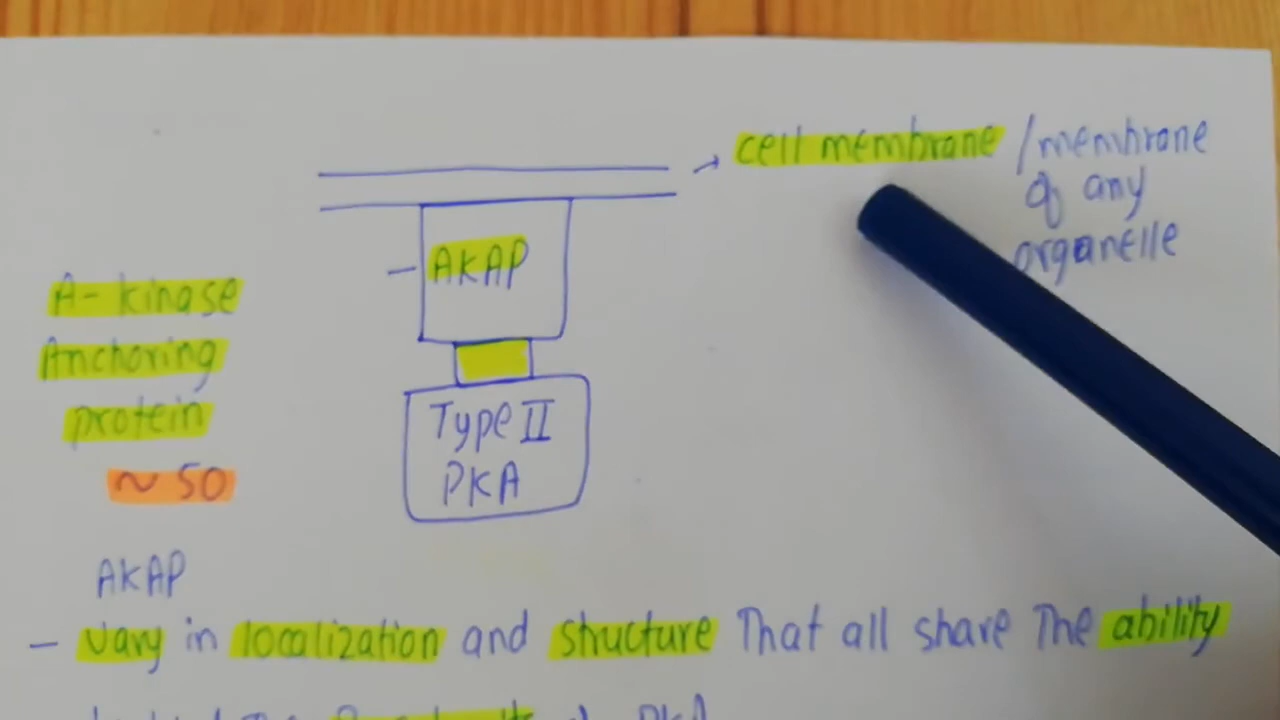 cell membrane / membrane
of any
organelle
- AKAP
A-kinase
Anchoring
protein
~ 50
Type II
PKA
AKAP
- vary in localization and structure That all share The ability
PKA